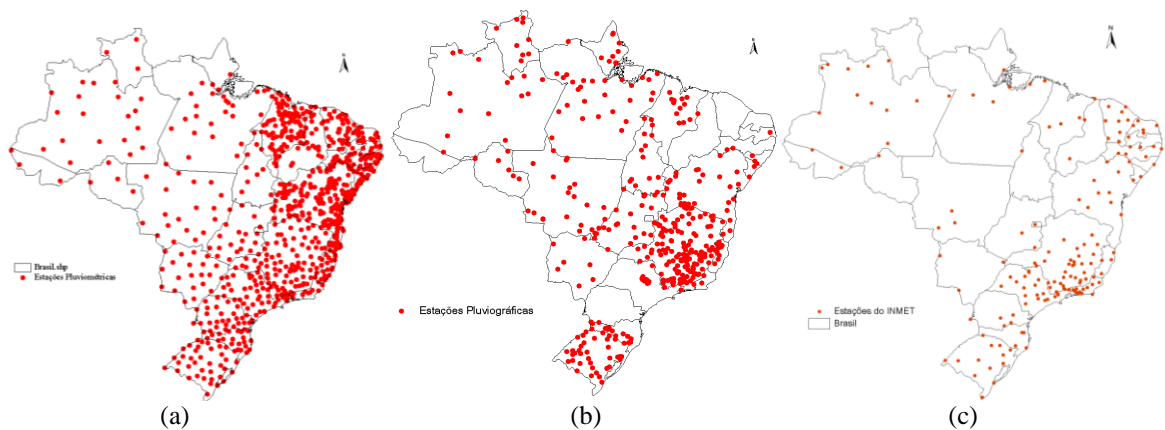 N
Brasil.shp
Estações Pluviométricas
(a)
Estações Pluviográficas
(b)
N
Estações do INMET
Brasil
(c)